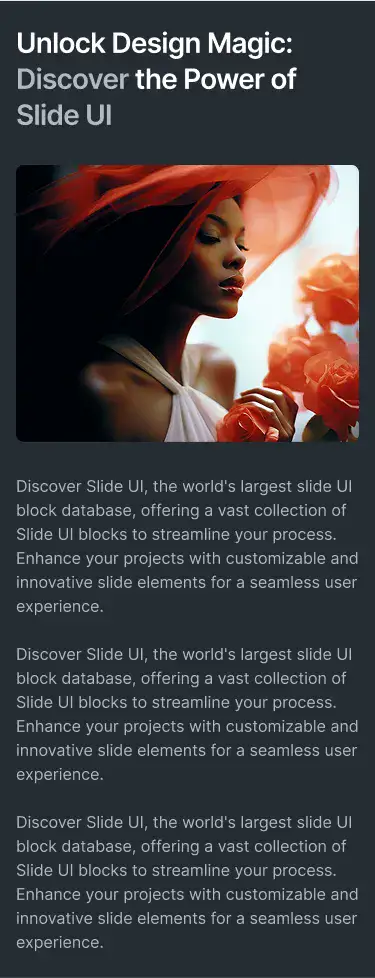 Unlock Design Magic:
Discover the Power of
Slide UI
Discover Slide UI, the world's largest slide UI
block database, offering a vast collection of
Slide UI blocks to streamline your process.
Enhance your projects with customizable and
innovative slide elements for a seamless user
experience.
Discover Slide UI, the world's largest slide UI
block database, offering a vast collection of
Slide UI blocks to streamline your process.
Enhance your projects with customizable and
innovative slide elements for a seamless user
experience.
Discover Slide UI, the world's largest slide UI
block database, offering a vast collection of
Slide UI blocks to streamline your process.
Enhance your projects with customizable and
innovative slide elements for a seamless user
experience.